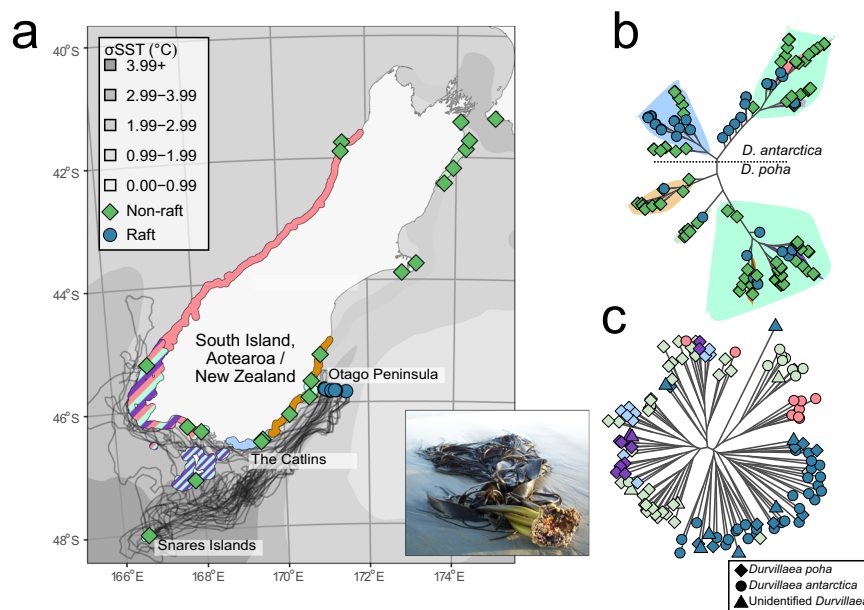 a
σSST (°C)
3.99+
2.99−3.99
1.99−2.99
0.99−1.99
0.00−0.99
Non-raft
Raft
40°S
42°S
44°S
46°S
48°S
166°E
168°E
170°E
172°E
174°E
South Island,
Aotearoa /
New Zealand
Otago Peninsula
The Catlins
Snares Islands
b
D. antarctica
D. poha
c
Durvillaea poha
Durvillaea antarctica
Unidentified Durvillaea